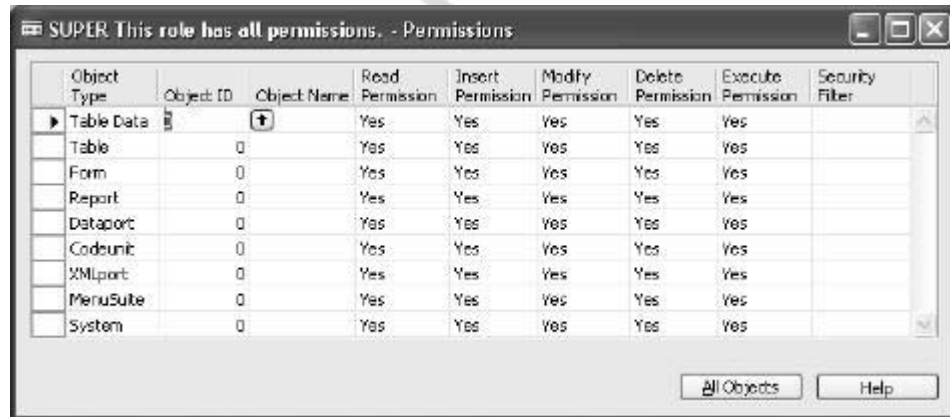 SUPER This role has all permissions. - Permissions
Object Type Object ID Object Name Read Permission Insert Permission Modify Permission Delete Permission Execute Permission Security Filter
Table Data Yes Yes Yes Yes Yes
Table 0 Yes Yes Yes Yes Yes
Form 0 Yes Yes Yes Yes Yes
Report 0 Yes Yes Yes Yes Yes
Dataport 0 Yes Yes Yes Yes Yes
Codeunit 0 Yes Yes Yes Yes Yes
XMLport 0 Yes Yes Yes Yes Yes
MenuSuite 0 Yes Yes Yes Yes Yes
System 0 Yes Yes Yes Yes Yes
All Objects Help